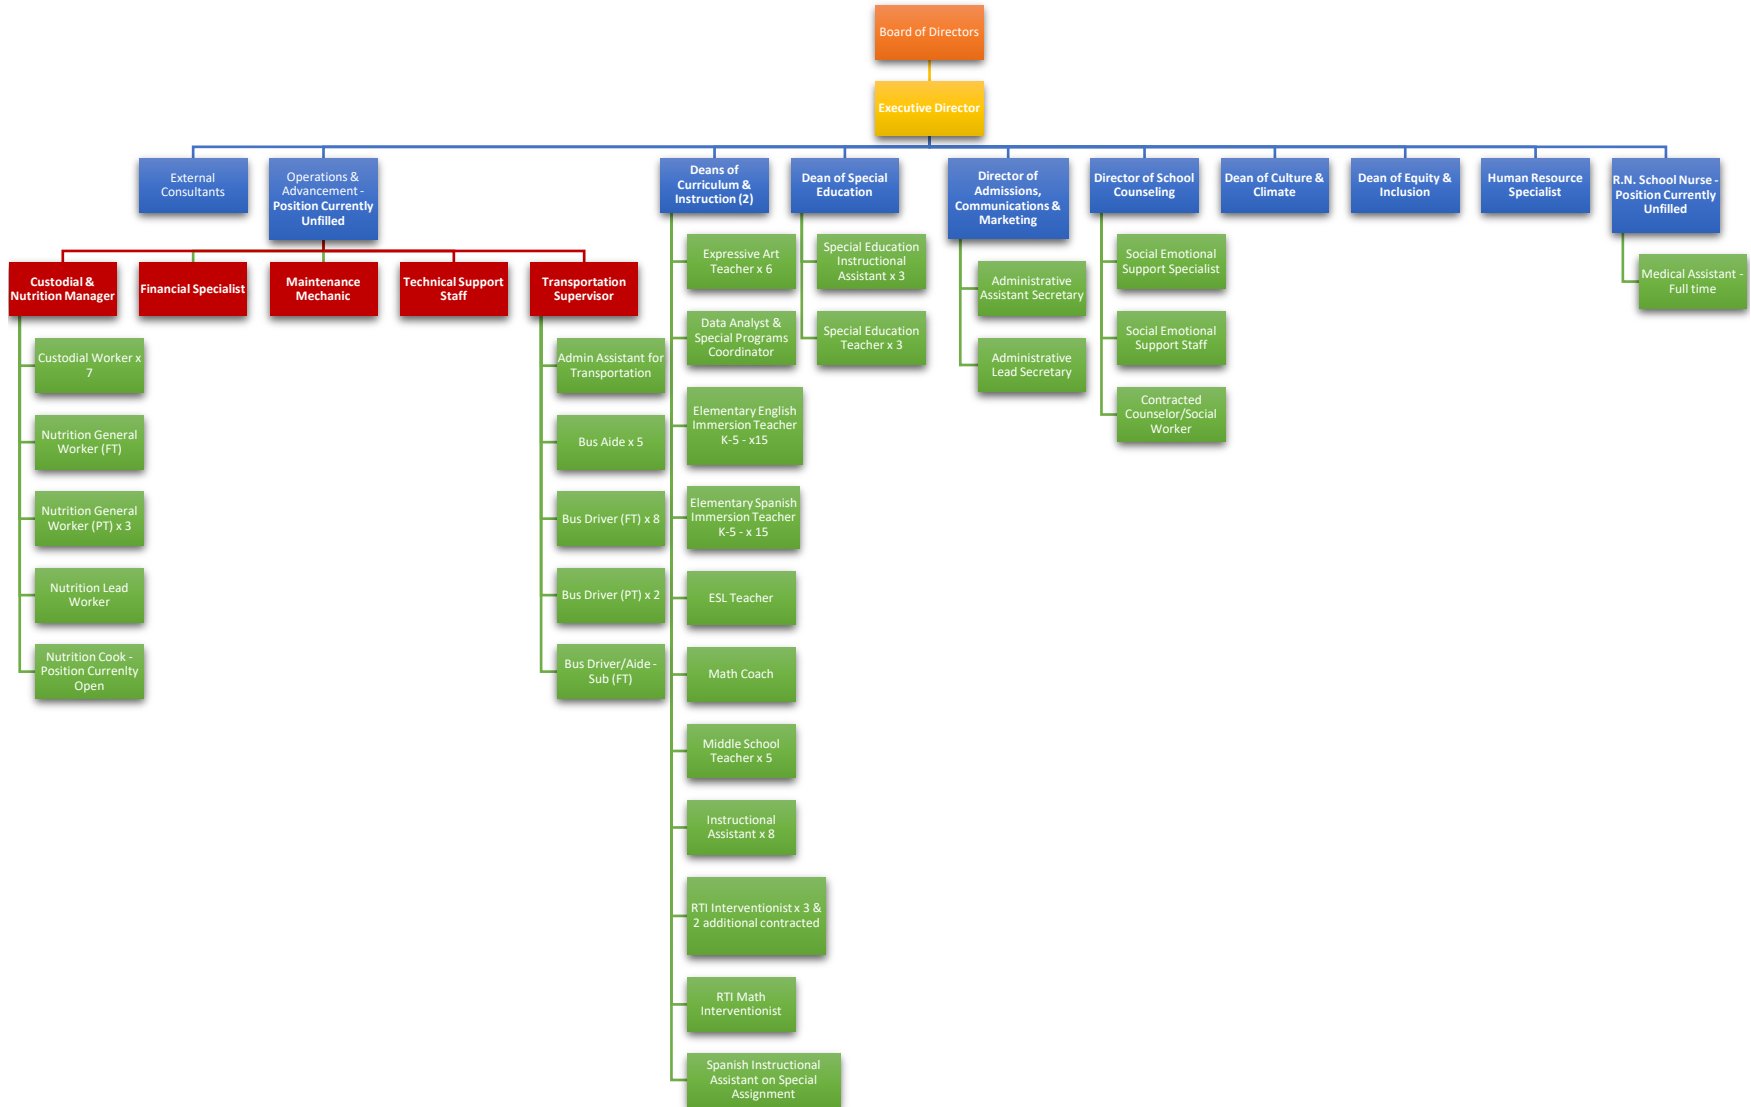 Board of Directors
Executive Director
External
Consultants
Operations &
Advancement -
Position Currently
Unfilled
Deans of
Curriculum &
Instruction (2)
Dean of Special
Education
Director of
Admissions,
Communications &
Marketing
Director of School
Counseling
Dean of Culture &
Climate
Dean of Equity &
Inclusion
Human Resource
Specialist
R.N. School Nurse -
Position Currently
Unfilled
Custodial &
Nutrition Manager
Financial Specialist
Maintenance
Mechanic
Technical Support
Staff
Transportation
Supervisor
Custodial Worker x
7
Nutrition General
Worker (FT)
Nutrition General
Worker (PT) x 3
Nutrition Lead
Worker
Nutrition Cook -
Position Currenlty
Open
Admin Assistant for
Transportation
Bus Aide x 5
Bus Driver (FT) x 8
Bus Driver (PT) x 2
Bus Driver/Aide -
Sub (FT)
Expressive Art
Teacher x 6
Data Analyst &
Special Programs
Coordinator
Elementary English
Immersion Teacher
K-5 - x15
Elementary Spanish
Immersion Teacher
K-5 - x 15
ESL Teacher
Math Coach
Middle School
Teacher x 5
Instructional
Assistant x 8
RTI Interventionist x 3 &
2 additional contracted
RTI Math
Interventionist
Spanish Instructional
Assistant on Special
Assignment
Special Education
Instructional
Assistant x 3
Special Education
Teacher x 3
Administrative
Assistant Secretary
Administrative
Lead Secretary
Social Emotional
Support Specialist
Social Emotional
Support Staff
Contracted
Counselor/Social
Worker
Medical Assistant -
Full time